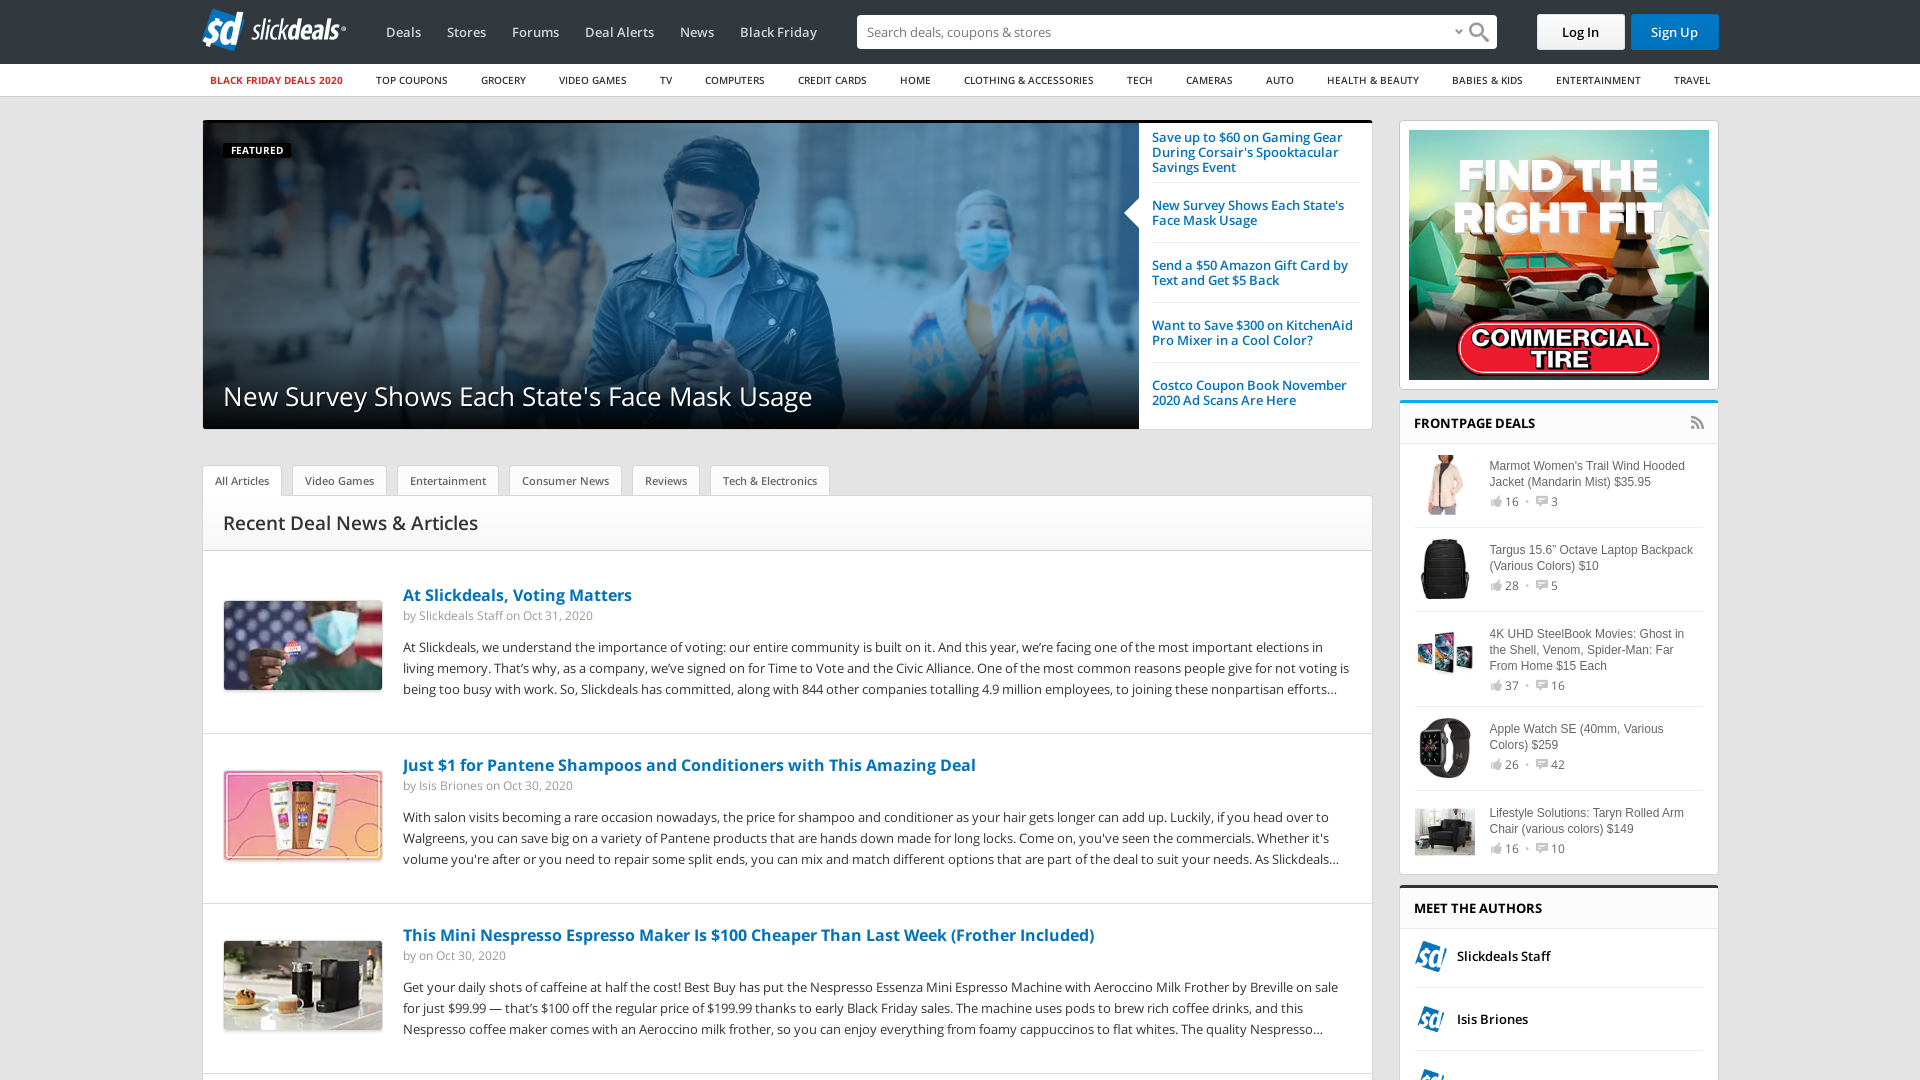 sd slickdeals
Deals
Stores
Forums
Deal Alerts
News
Black Friday
Search deals, coupons & stores
Log In
Sign Up
BLACK FRIDAY DEALS 2020
TOP COUPONS
GROCERY
VIDEO GAMES
TV
COMPUTERS
CREDIT CARDS
HOME
CLOTHING & ACCESSORIES
TECH
CAMERAS
AUTO
HEALTH & BEAUTY
BABIES & KIDS
ENTERTAINMENT
TRAVEL
FEATURED
New Survey Shows Each State's Face Mask Usage
Save up to $60 on Gaming Gear
During Corsair's Spooktacular
Savings Event
New Survey Shows Each State's
Face Mask Usage
Send a $50 Amazon Gift Card by
Text and Get $5 Back
Want to Save $300 on KitchenAid
Pro Mixer in a Cool Color?
Costco Coupon Book November
2020 Ad Scans Are Here
FIND THE
RIGHT FIT
COMMERCIAL
TIRE
All Articles
Video Games
Entertainment
Consumer News
Reviews
Tech & Electronics
Recent Deal News & Articles
At Slickdeals, Voting Matters
by Slickdeals Staff on Oct 31, 2020
At Slickdeals, we understand the importance of voting: our entire community is built on it. And this year, we’re facing one of the most important elections in
living memory. That’s why, as a company, we’ve signed on for Time to Vote and the Civic Alliance. One of the most common reasons people give for not voting is
being too busy with work. So, Slickdeals has committed, along with 844 other companies totalling 4.9 million employees, to joining these nonpartisan efforts...
Just $1 for Pantene Shampoos and Conditioners with This Amazing Deal
by Isis Briones on Oct 30, 2020
With salon visits becoming a rare occasion nowadays, the price for shampoo and conditioner as your hair gets longer can add up. Luckily, if you head over to
Walgreens, you can save big on a variety of Pantene products that are hands down made for long locks. Come on, you've seen the commercials. Whether it's
volume you're after or you need to repair some split ends, you can mix and match different options that are part of the deal to suit your needs. As Slickdeals...
This Mini Nespresso Espresso Maker Is $100 Cheaper Than Last Week (Frother Included)
by on Oct 30, 2020
Get your daily shots of caffeine at half the cost! Best Buy has put the Nespresso Essenza Mini Espresso Machine with Aeroccino Milk Frother by Breville on sale
for just $99.99 — that’s $100 off the regular price of $199.99 thanks to early Black Friday sales. The machine uses pods to brew rich coffee drinks, and this
Nespresso coffee maker comes with an Aeroccino milk frother, so you can enjoy everything from foamy cappuccinos to flat whites. The quality Nespresso...
FRONTPAGE DEALS
Marmot Women's Trail Wind Hooded
Jacket (Mandarin Mist) $35.95
16 • 3
Targus 15.6” Octave Laptop Backpack
(Various Colors) $10
28 • 5
4K UHD SteelBook Movies: Ghost in
the Shell, Venom, Spider-Man: Far
From Home $15 Each
37 • 16
Apple Watch SE (40mm, Various
Colors) $259
26 • 42
Lifestyle Solutions: Taryn Rolled Arm
Chair (various colors) $149
16 • 10
MEET THE AUTHORS
sd Slickdeals Staff
sd Isis Briones